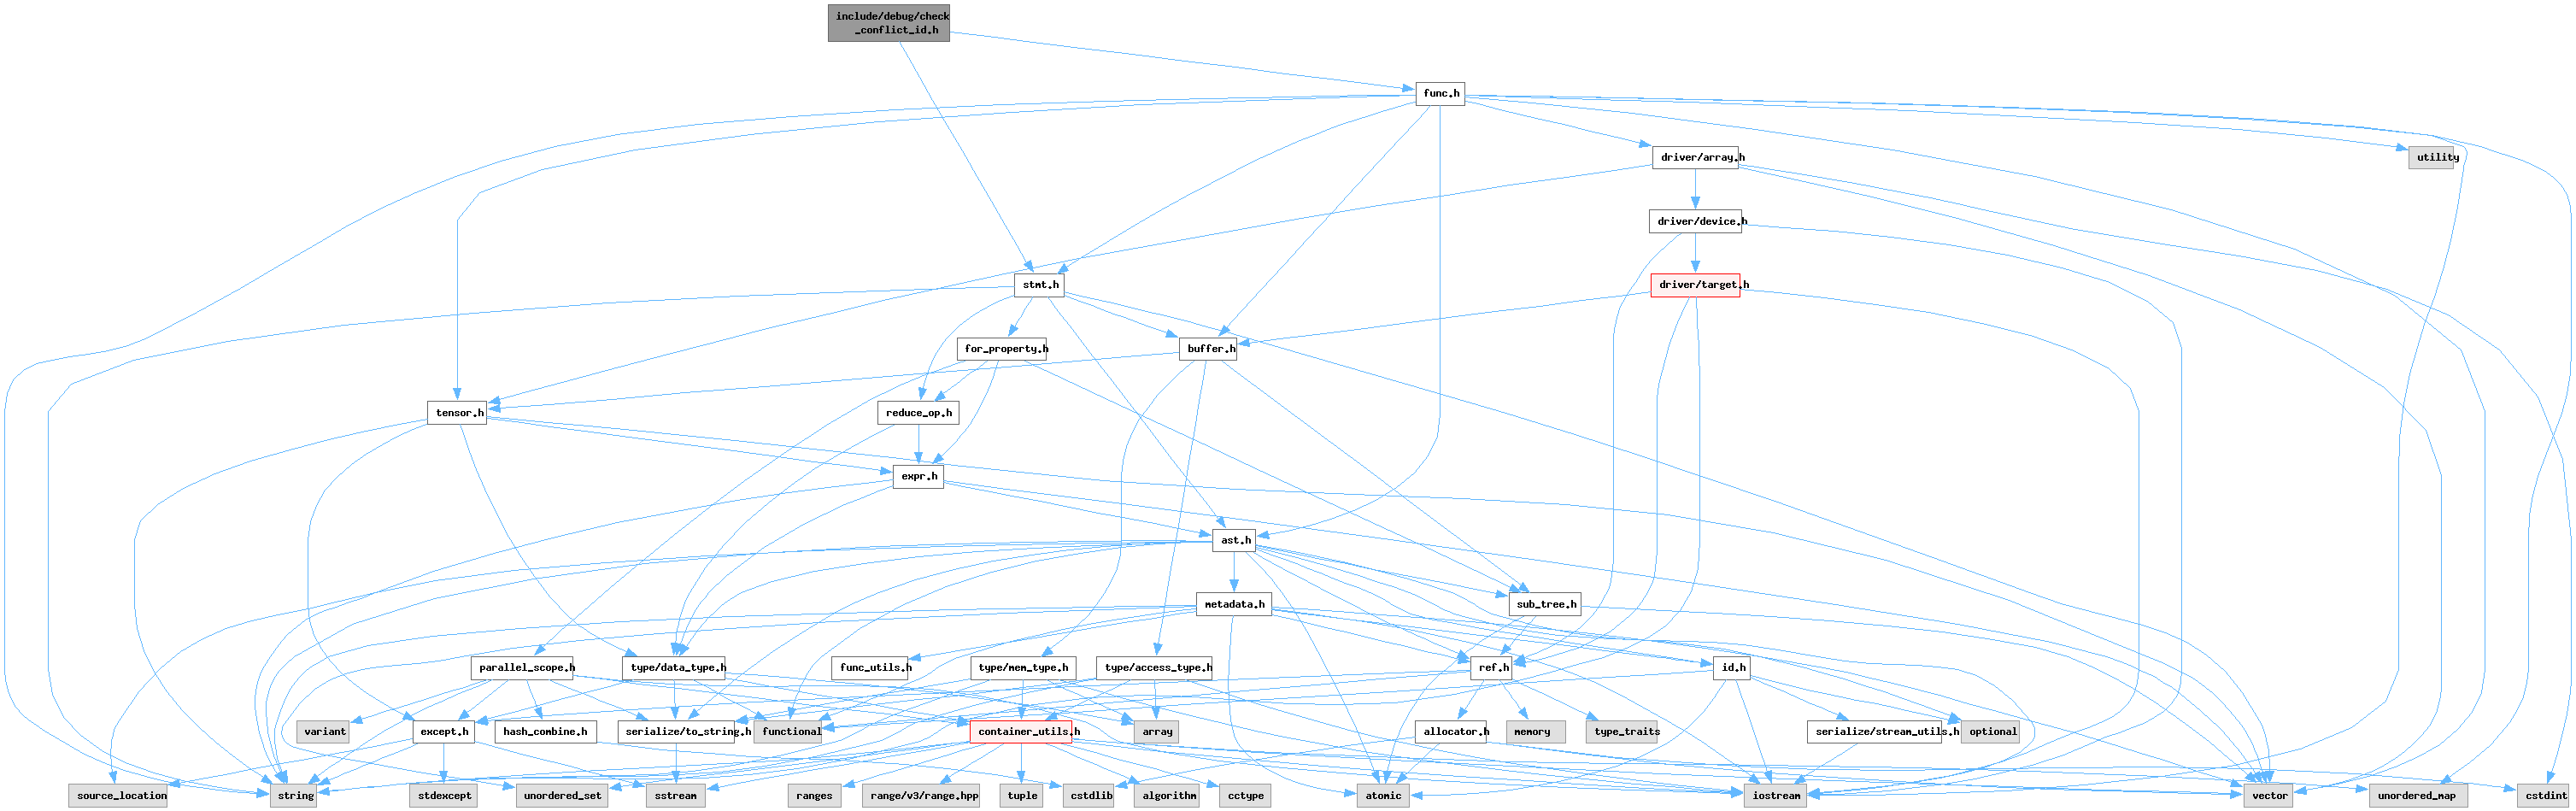 include/debug/check
_conflict_id.h
func.h
driver/array.h
utility
driver/device.h
stmt.h
driver/target.h
for_property.h
buffer.h
tensor.h
reduce_op.h
expr.h
ast.h
metadata.h
sub_tree.h
parallel_scope.h
type/data_type.h
func_utils.h
type/mem_type.h
type/access_type.h
ref.h
id.h
variant
except.h
hash_combine.h
serialize/to_string.h
functional
container_utils.h
array
allocator.h
memory
type_traits
serialize/stream_utils.h
optional
source_location
string
stdexcept
unordered_set
sstream
ranges
range/v3/range.hpp
tuple
cstdlib
algorithm
cctype
atomic
iostream
vector
unordered_map
cstdint